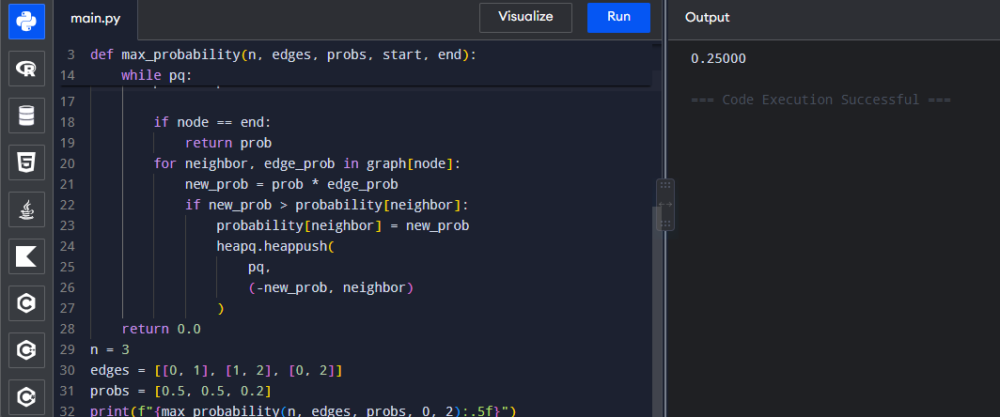 main.py
Visualize
Run
Output
3 def max_probability(n, edges, probs, start, end):
14 while pq:
17
18 if node == end:
19 return prob
20 for neighbor, edge_prob in graph[node]:
21 new_prob = prob * edge_prob
22 if new_prob > probability[neighbor]:
23 probability[neighbor] = new_prob
24 heapq.heappush(
25 pq,
26 (-new_prob, neighbor)
27 )
28 return 0.0
29 n = 3
30 edges = [[0, 1], [1, 2], [0, 2]]
31 probs = [0.5, 0.5, 0.2]
32 print(f"{max_probability(n, edges, probs, 0, 2):.5f}")
0.25000
=== Code Execution Successful ===